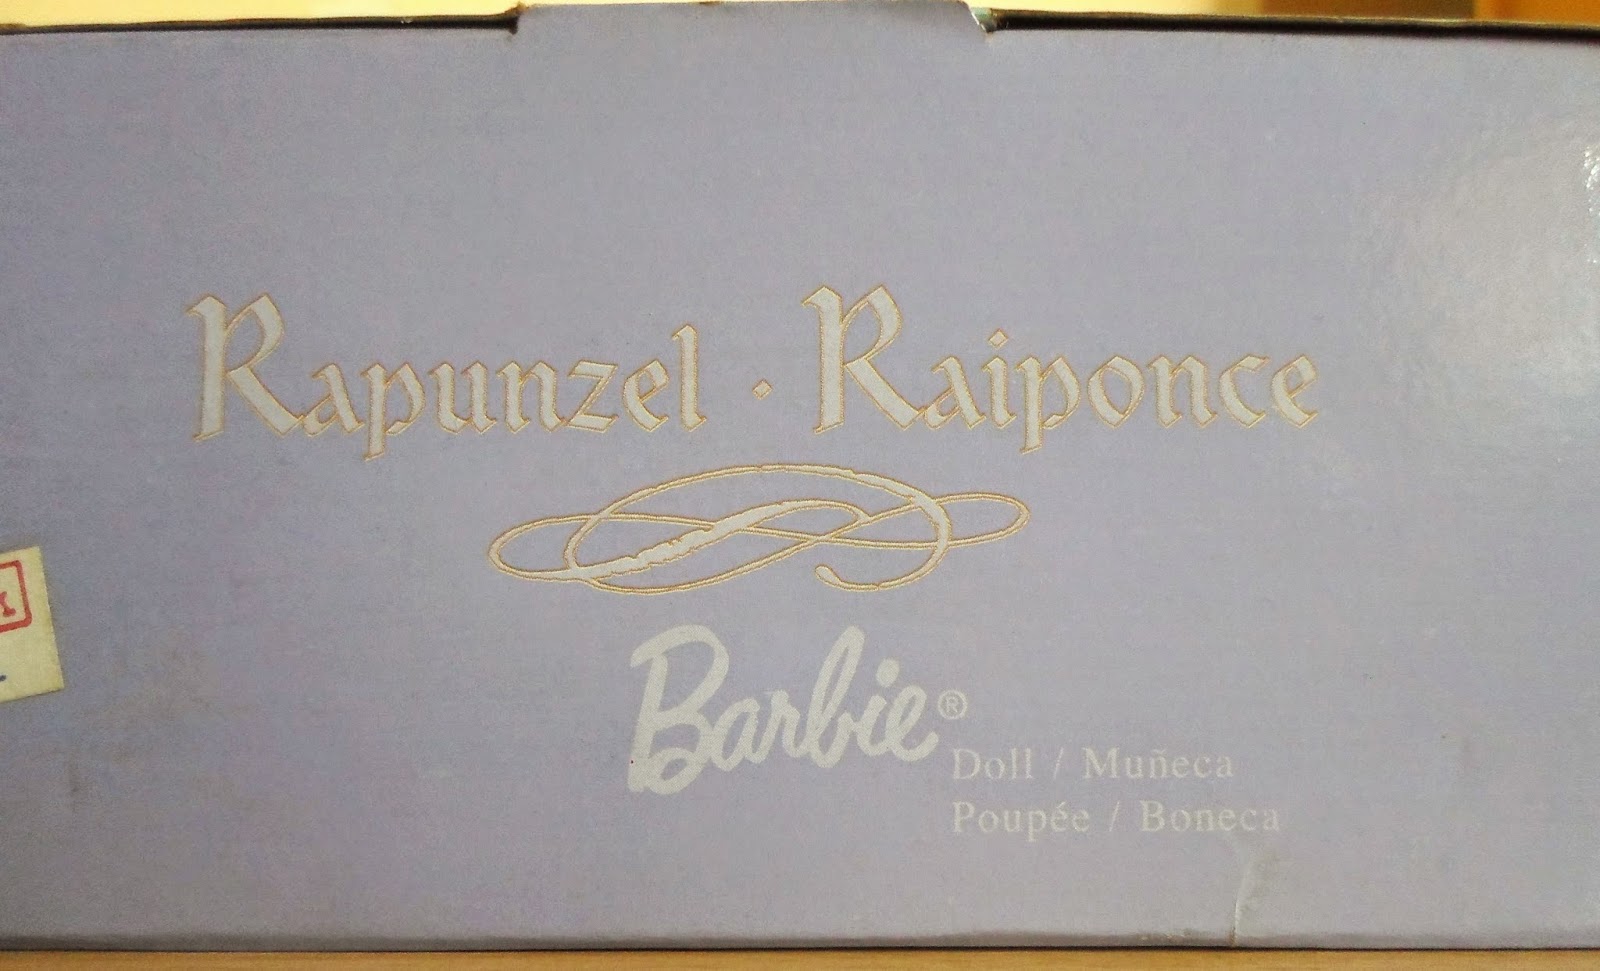 Rapunzel · Raiponce
Barbie®
Doll / Muñeca
Poupée / Boneca